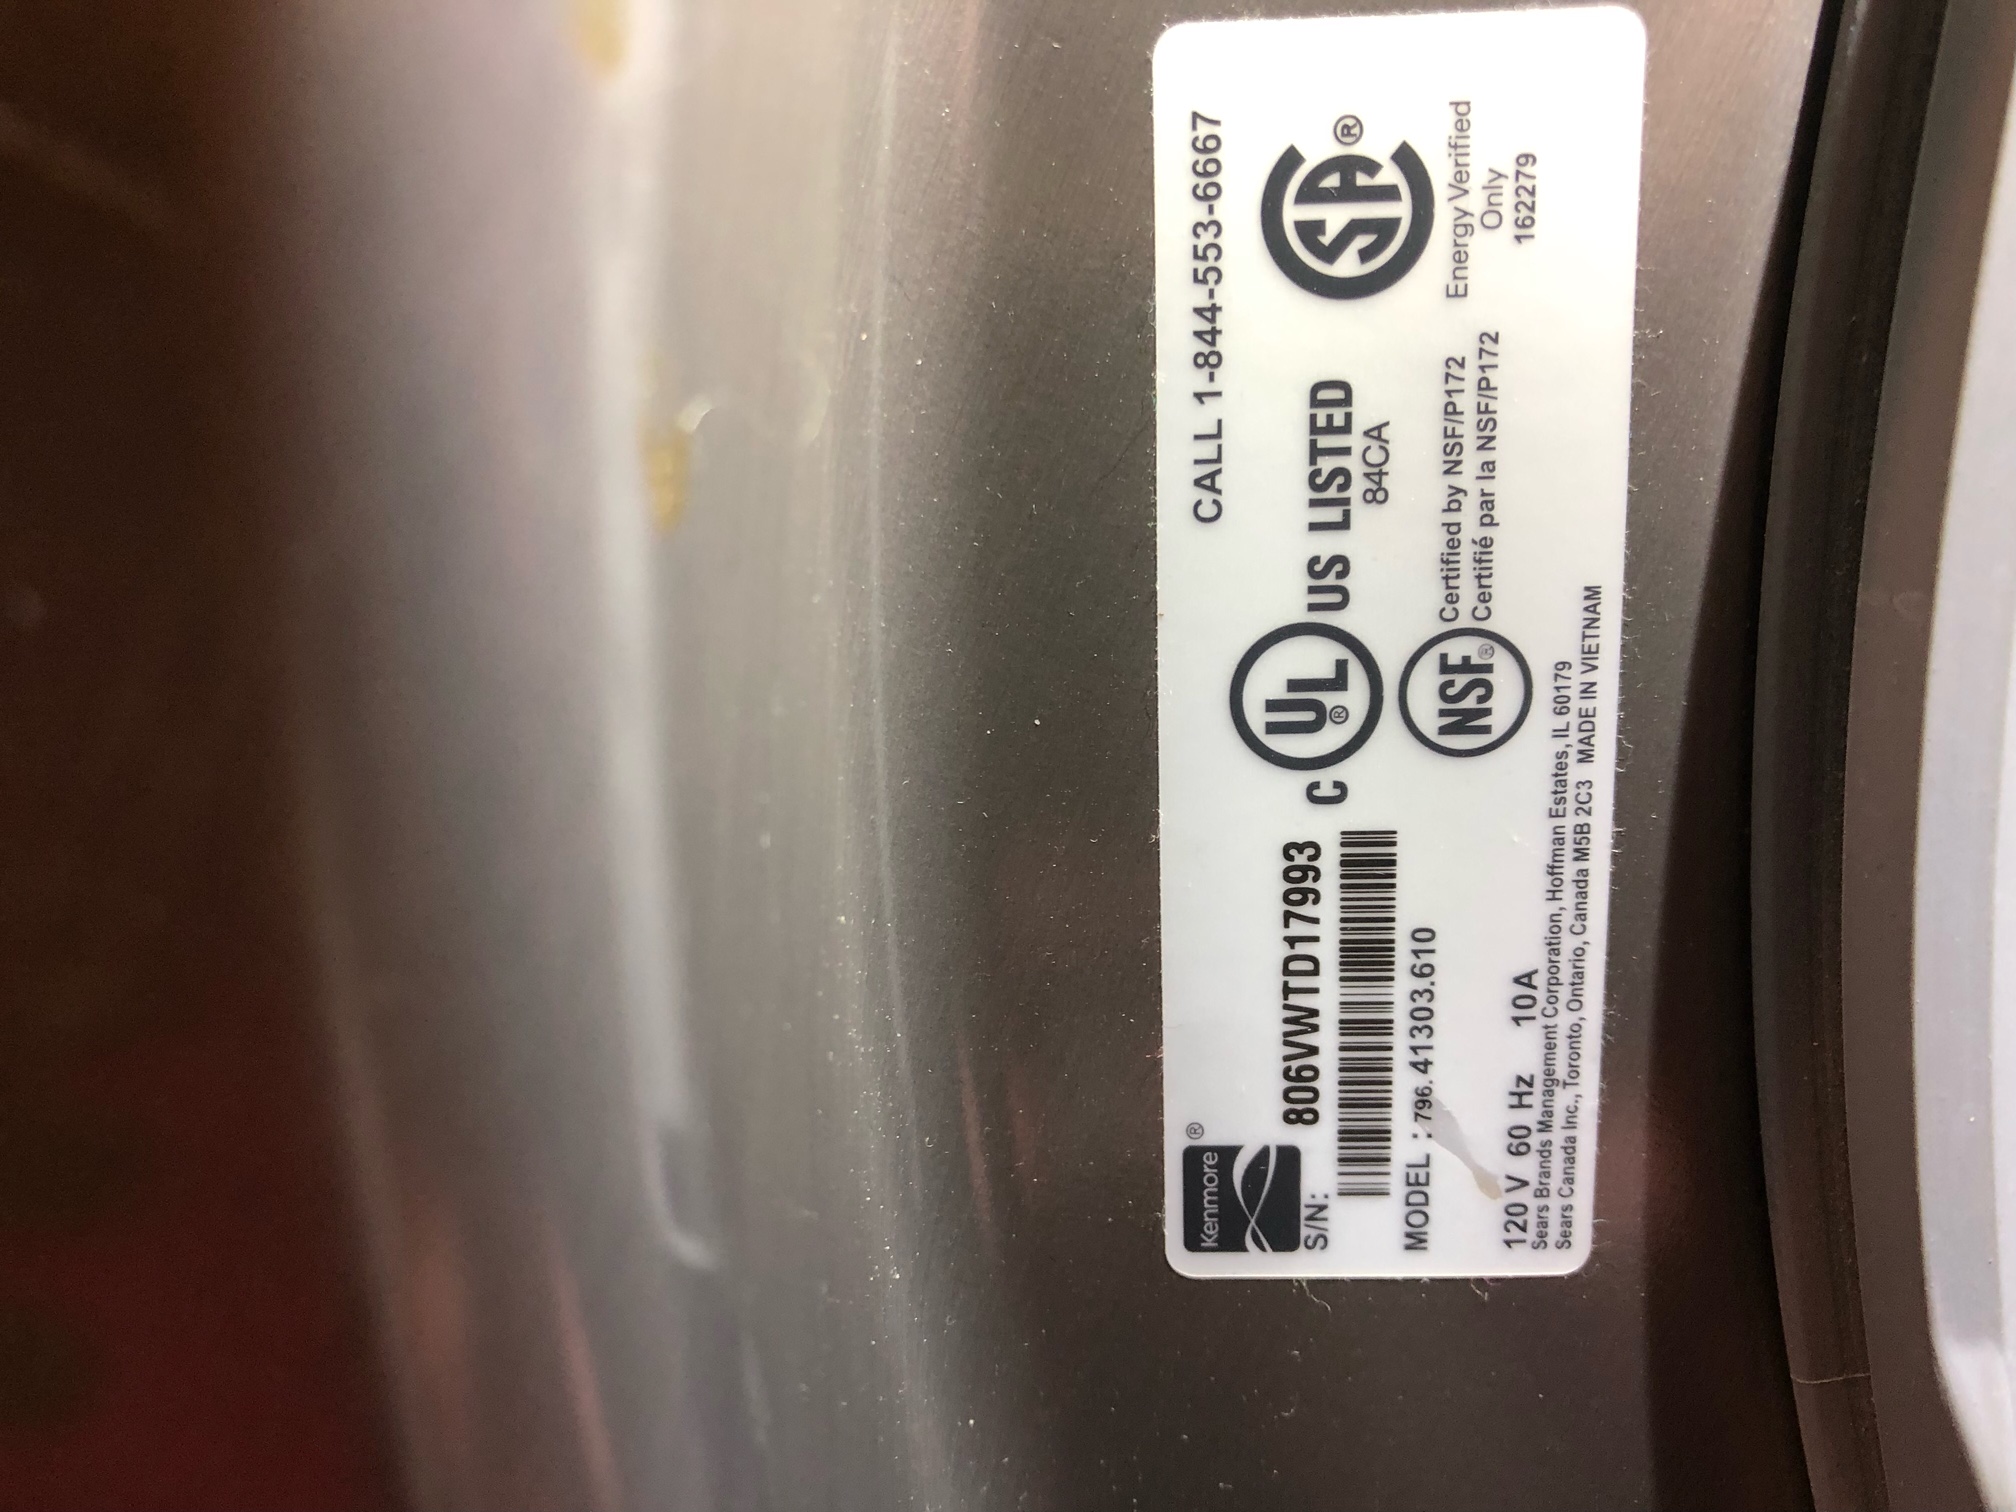 Kenmore ®
CALL 1-844-553-6667
S/N: 806VWTD17993
MODEL : 796.41303.610
120 V 60 Hz 10A
C UL ® US LISTED
84CA
NSF ® Certified by NSF/P172
Certifié par la NSF/P172
SA ®
Energy Verified
Only
162279
Sears Brands Management Corporation, Hoffman Estates, IL 60179
Sears Canada Inc., Toronto, Ontario, Canada M5B 2C3 MADE IN VIETNAM